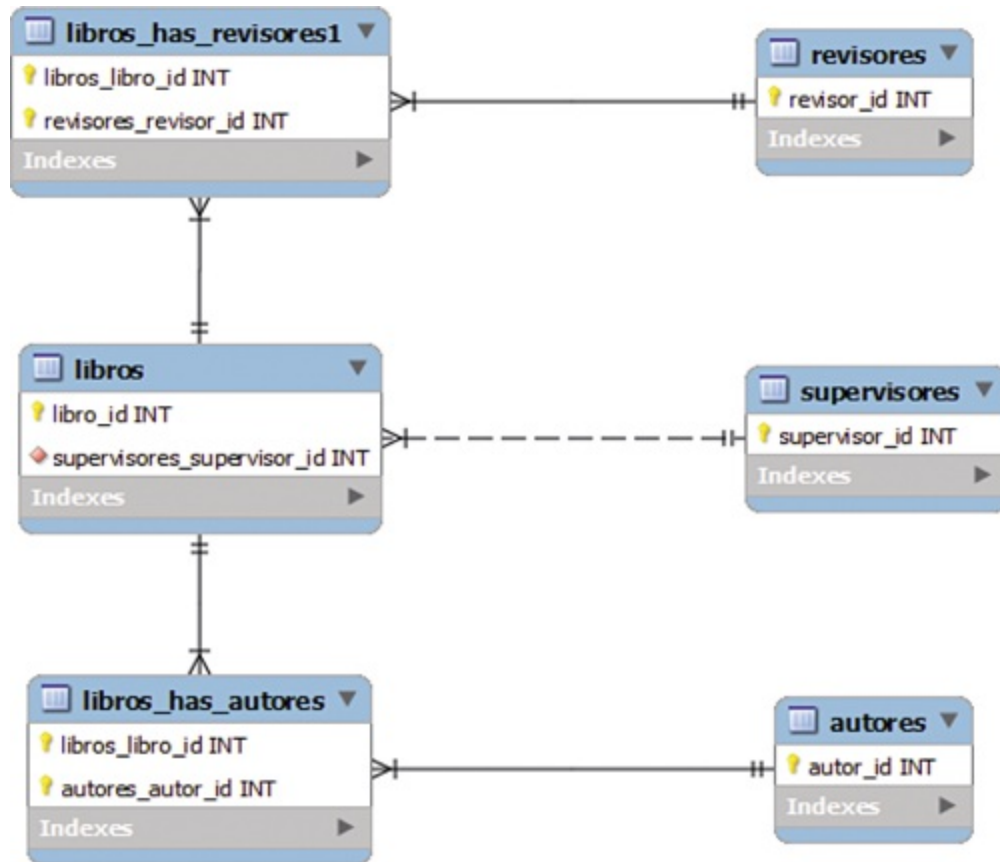 libros_has_revisores1
libros_libro_id INT
revisores_revisor_id INT
Indexes
revisores
revisor_id INT
Indexes
libros
libro_id INT
supervisores_supervisor_id INT
Indexes
supervisores
supervisor_id INT
Indexes
libros_has_autores
libros_libro_id INT
autores_autor_id INT
Indexes
autores
autor_id INT
Indexes